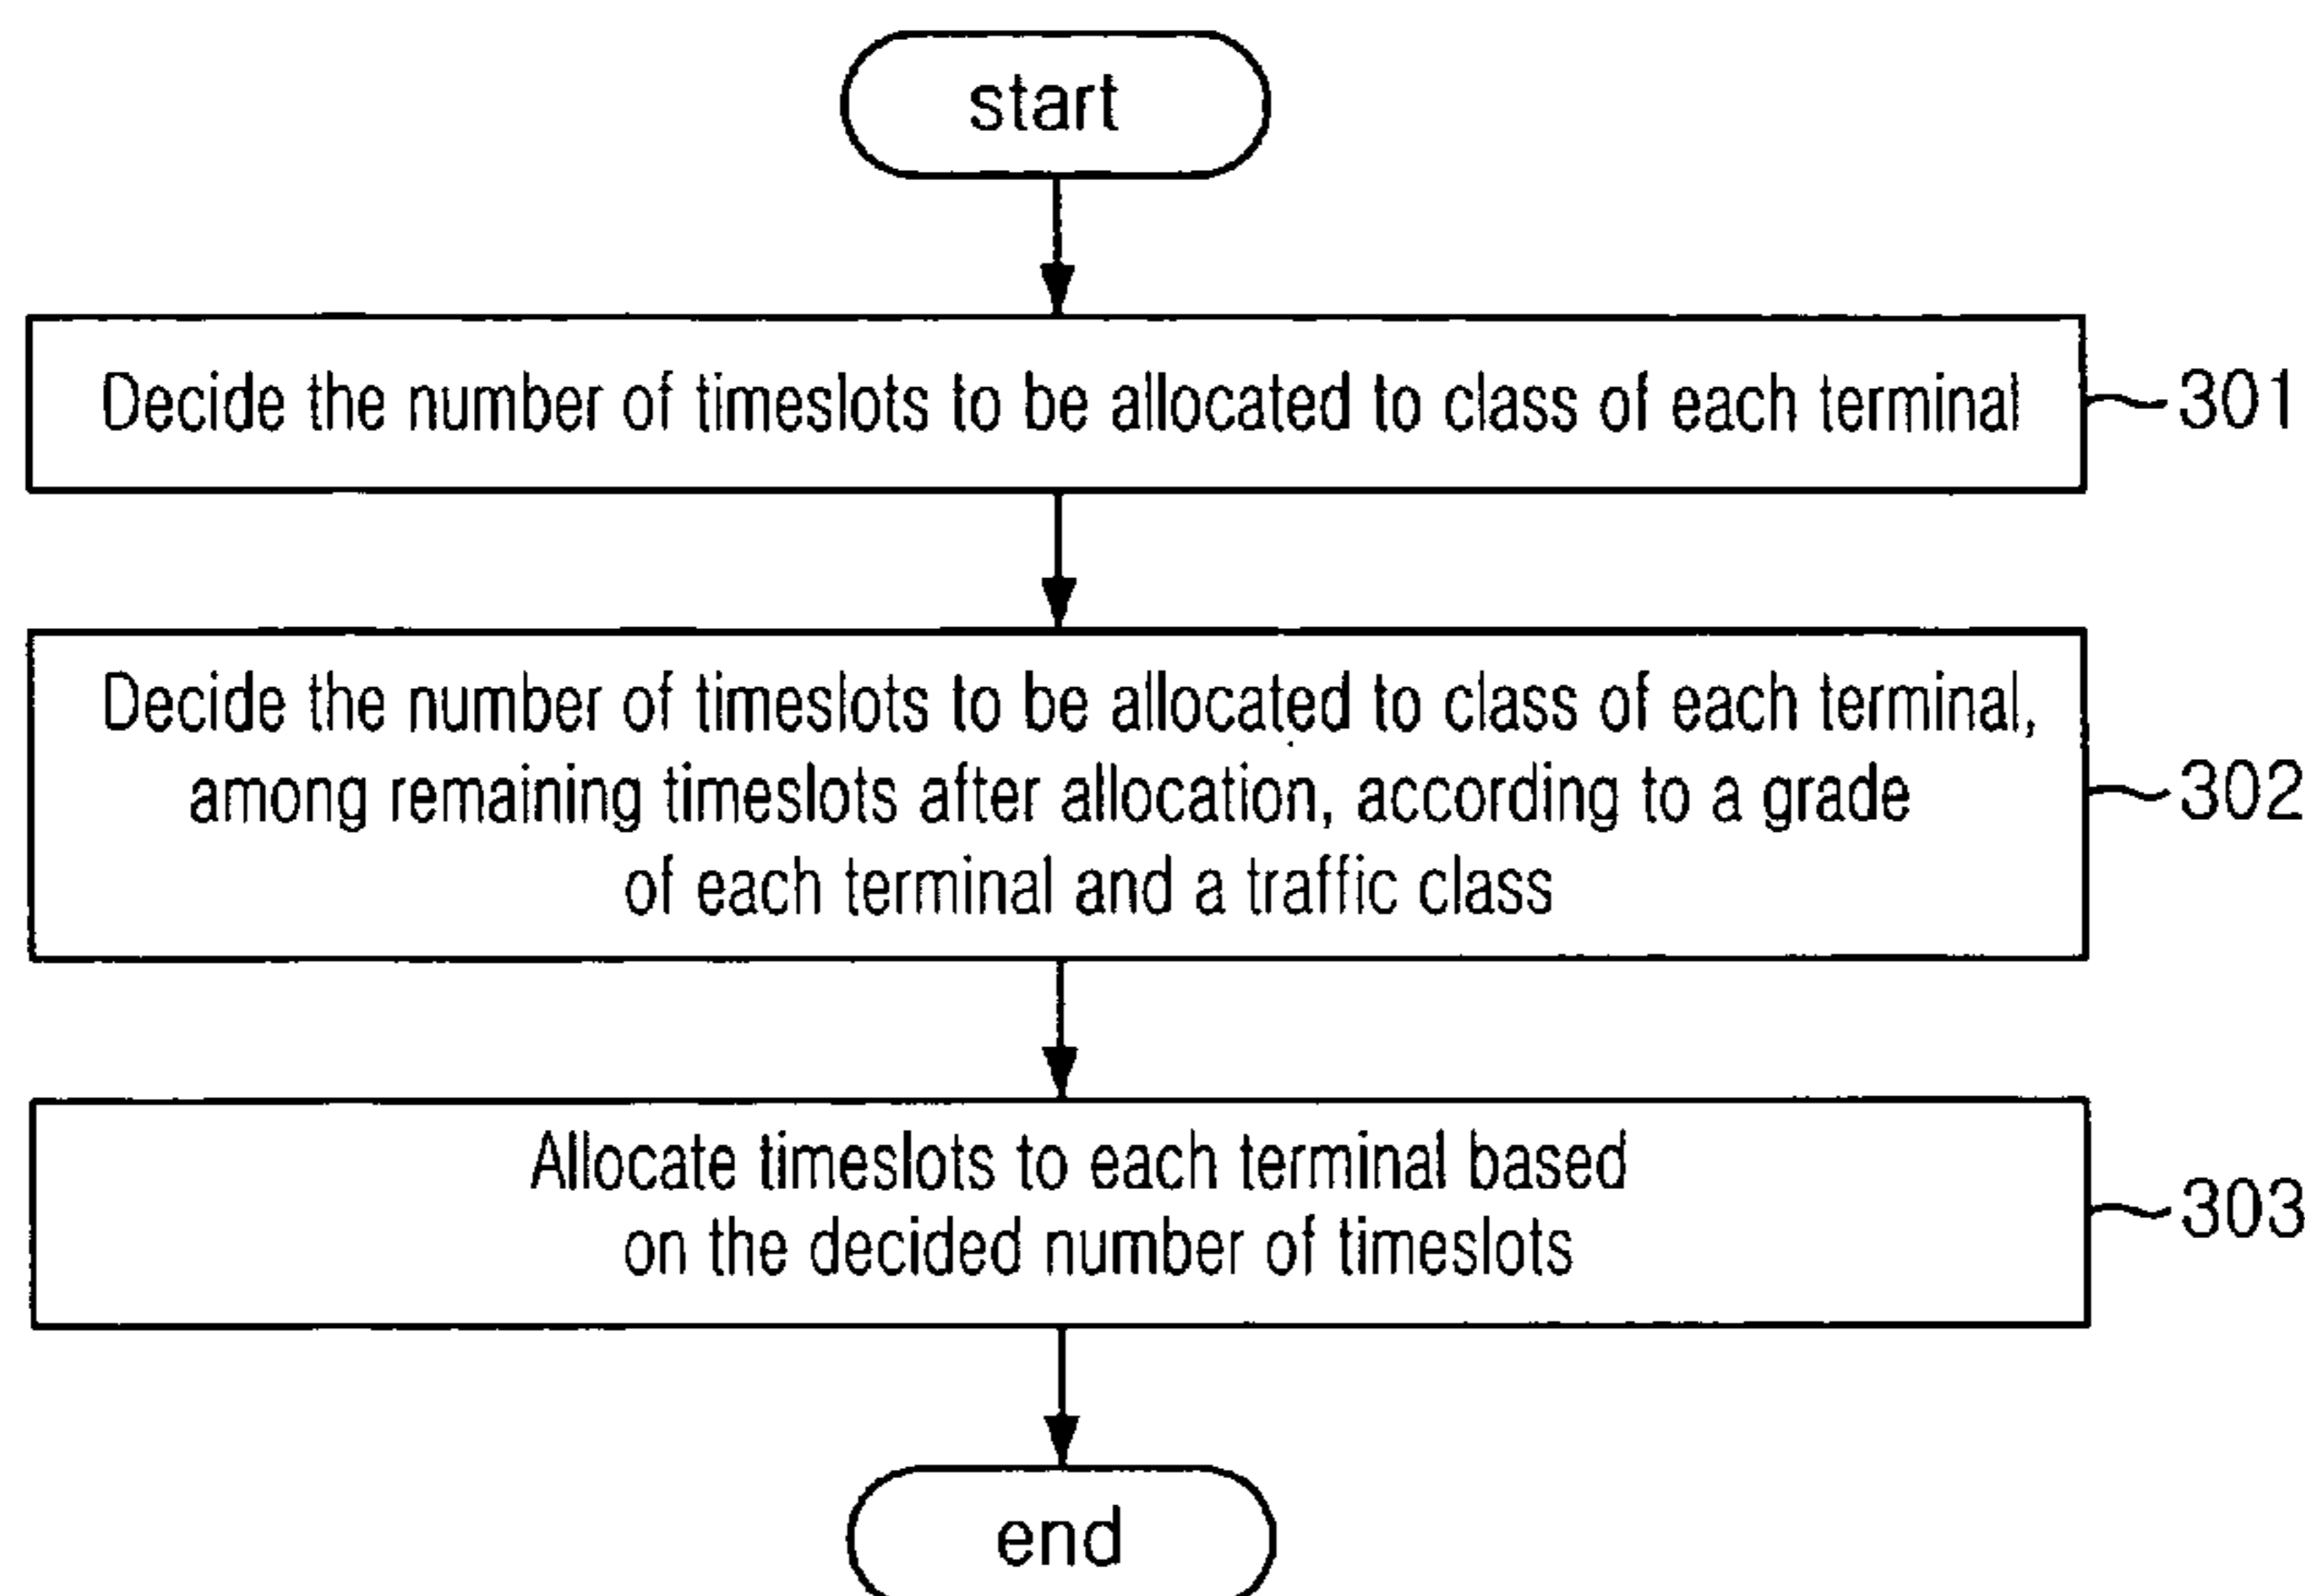 start
Decide the number of timeslots to be allocated to class of each terminal
301
Decide the number of timeslots to be allocated to class of each terminal,
among remaining timeslots after allocation, according to a grade
of each terminal and a traffic class
302
Allocate timeslots to each terminal based
on the decided number of timeslots
303
end